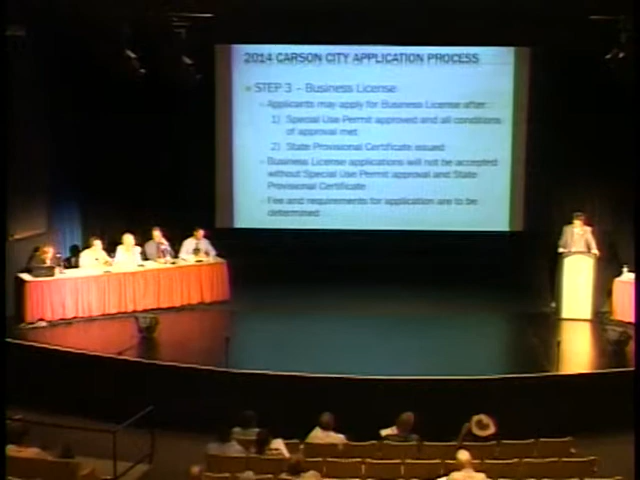 2014 CARSON CITY APPLICATION PROCESS
STEP 3 – Business License
Applicants may apply for Business License after:
1) Special Use Permit approved and all conditions
of approval met
2) State Provisional Certificate issued
Business License applications will not be accepted
without Special Use Permit approval and State
Provisional Certificate
Fee and requirements for application are to be
determined